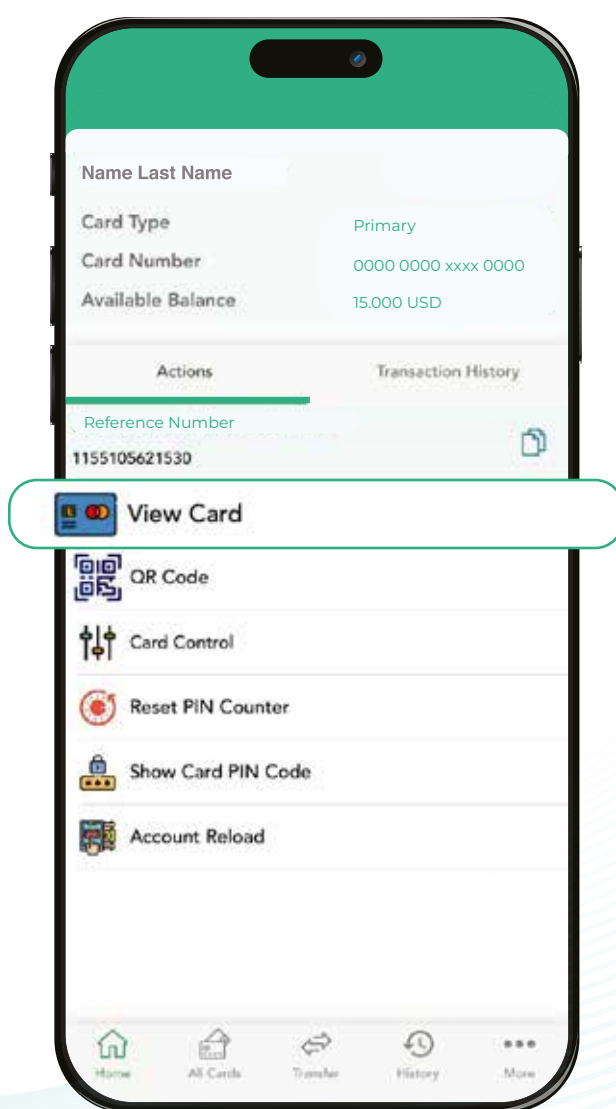 Name Last Name
Card Type Primary
Card Number 0000 0000 xxxx 0000
Available Balance 15.000 USD
Actions Transaction History
Reference Number
1155105621530
View Card
QR Code
Card Control
Reset PIN Counter
Show Card PIN Code
Account Reload
Home All Cards Transfer History More